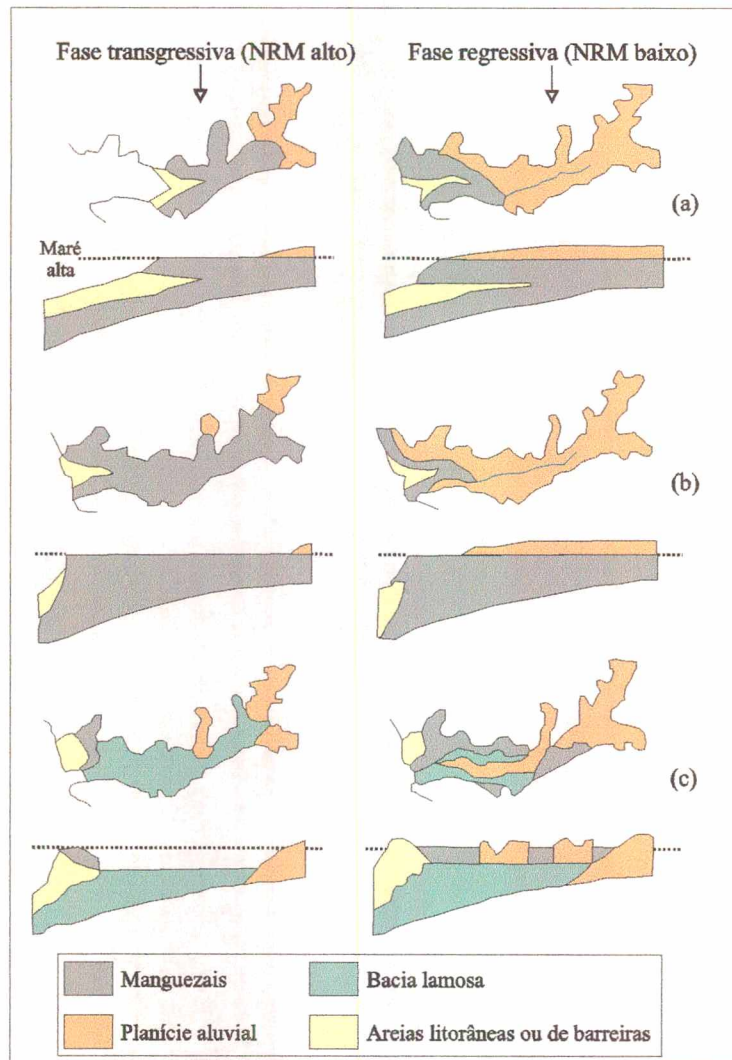 Fase transgressiva (NRM alto)
Fase regressiva (NRM baixo)
(a)
Maré
alta
(b)
(c)
Manguezais
Bacia lamosa
Planície aluvial
Areias litorâneas ou de barreiras